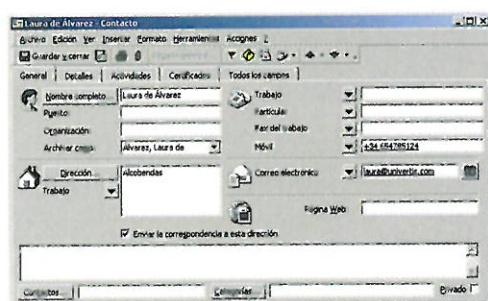 Laura de Álvarez - Contacto
Archivo Edición Ver Insertar Formato Herramientas Acciones ?
Guardar y cerrar
General Detalles Actividades Certificados Todos los campos
Nombre completo... Laura de Álvarez
Puesto:
Organización:
Archivar como: Álvarez, Laura de
Trabajo
Particular
Fax del trabajo
Móvil +34 654785124
Dirección... Alcobendas
Trabajo
Correo electrónico laura@univertir.com
Página Web:
Enviar la correspondencia a esta dirección
Contactos... Categorías... Privado